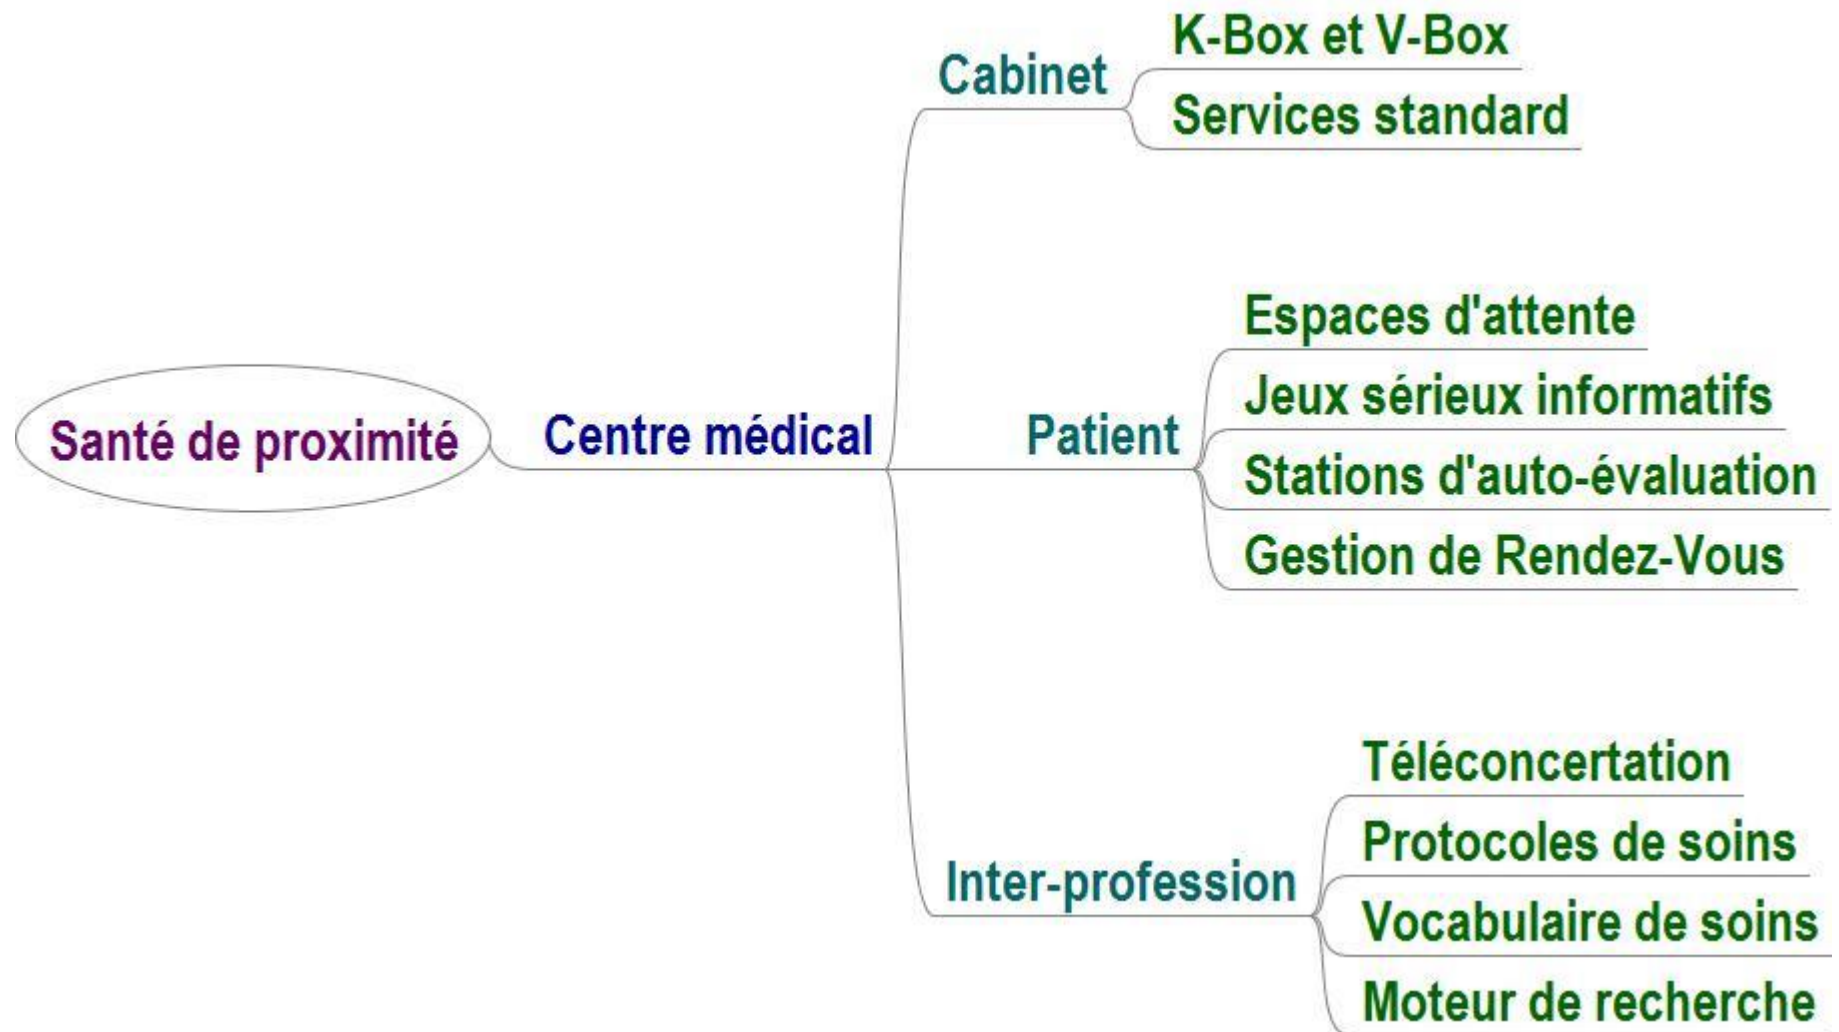 Santé de proximité
Centre médical
Cabinet
K-Box et V-Box
Services standard
Patient
Espaces d'attente
Jeux sérieux informatifs
Stations d'auto-évaluation
Gestion de Rendez-Vous
Inter-profession
Téléconcertation
Protocoles de soins
Vocabulaire de soins
Moteur de recherche